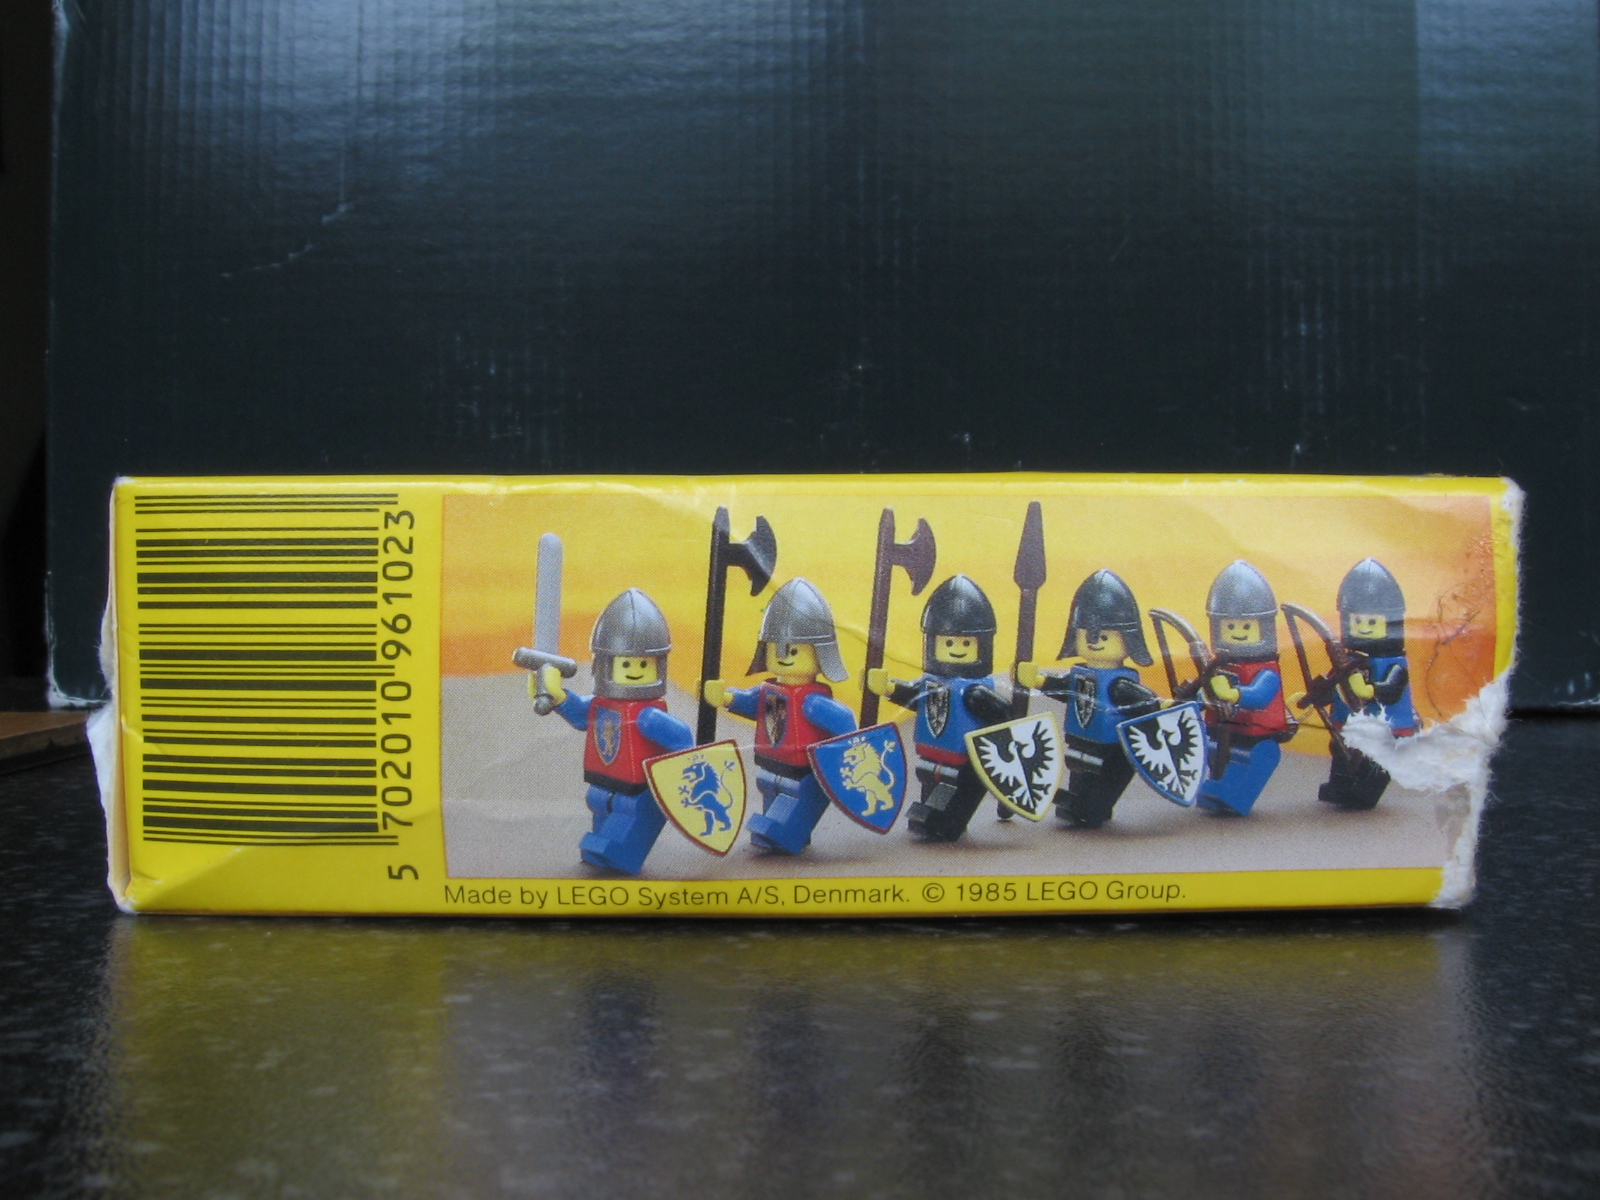 5 702010 961023
Made by LEGO System A/S, Denmark. © 1985 LEGO Group.